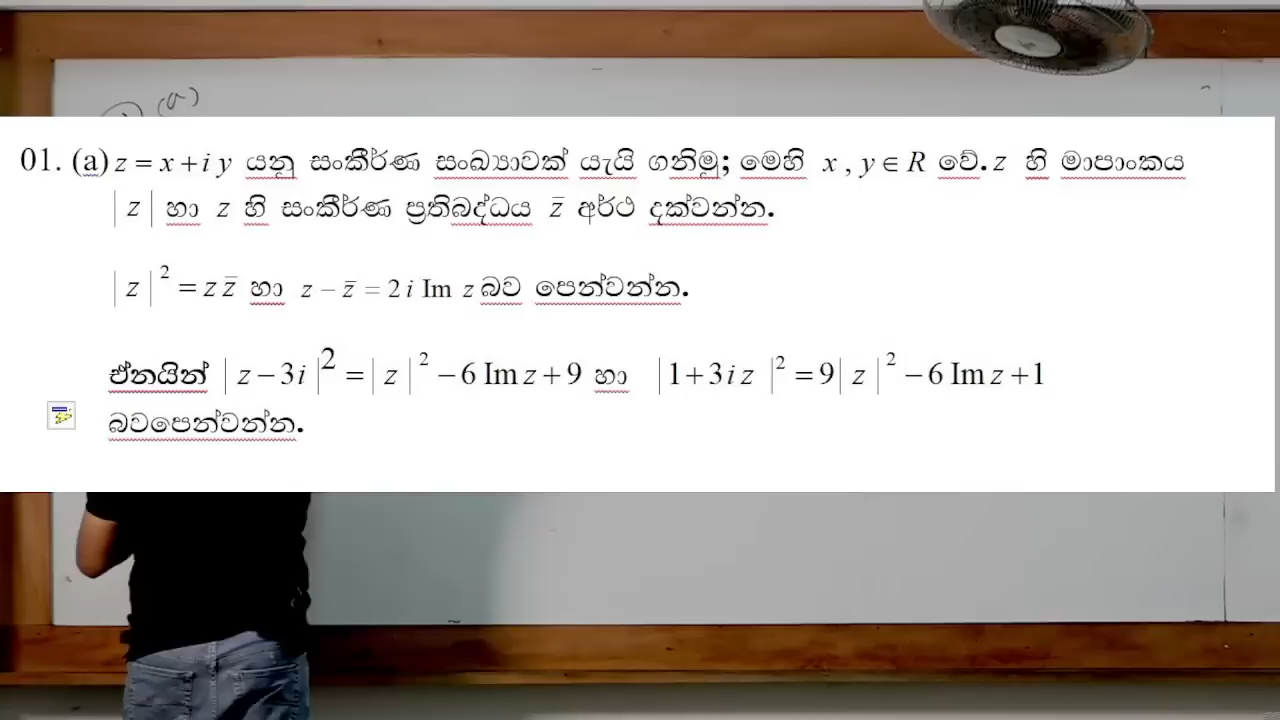 (a)
01. (a) z = x + i y යනු සංකීර්ණ සංඛ්‍යාවක් යැයි ගනිමු; මෙහි x , y ∈ R වේ. z හි මාපාංකය
| z | හා z හි සංකීර්ණ ප්‍රතිබද්ධය z̅ අර්ථ දක්වන්න.
| z |² = z z̅ හා z − z̅ = 2 i Im z බව පෙන්වන්න.
ඒනයින් | z − 3i |² = | z |² − 6 Im z + 9 හා | 1 + 3 i z |² = 9 | z |² − 6 Im z + 1
බවපෙන්වන්න.